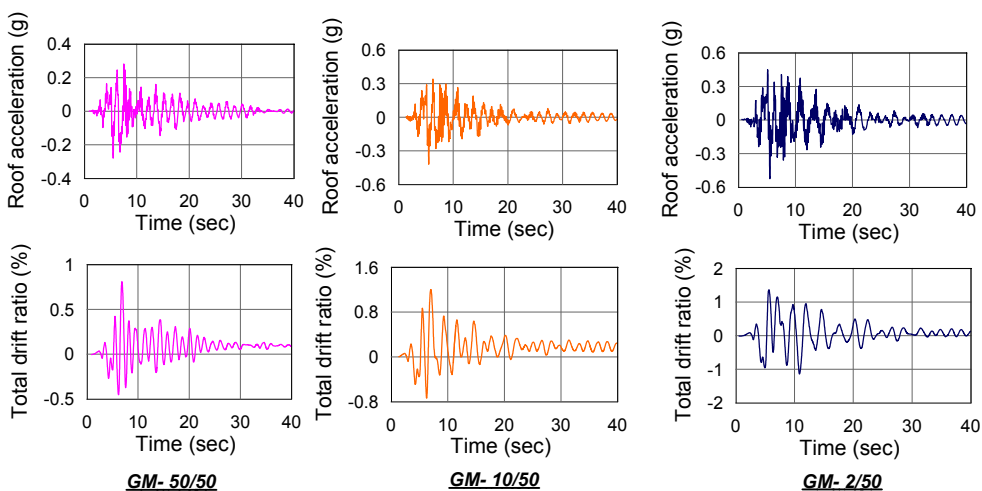 Roof acceleration (g)
0.4
0.2
0
-0.2
-0.4
0 10 20 30 40
Time (sec)
Roof acceleration (g)
0.6
0.3
0
-0.3
-0.6
0 10 20 30 40
Time (sec)
Roof acceleration (g)
0.6
0.3
0
-0.3
-0.6
0 10 20 30 40
Time (sec)
Total drift ratio (%)
1
0.5
0
-0.5
0 10 20 30 40
Time (sec)
Total drift ratio (%)
1.6
0.8
0
-0.8
0 10 20 30 40
Time (sec)
Total drift ratio (%)
2
1
0
-1
-2
0 10 20 30 40
Time (sec)
GM- 50/50
GM- 10/50
GM- 2/50